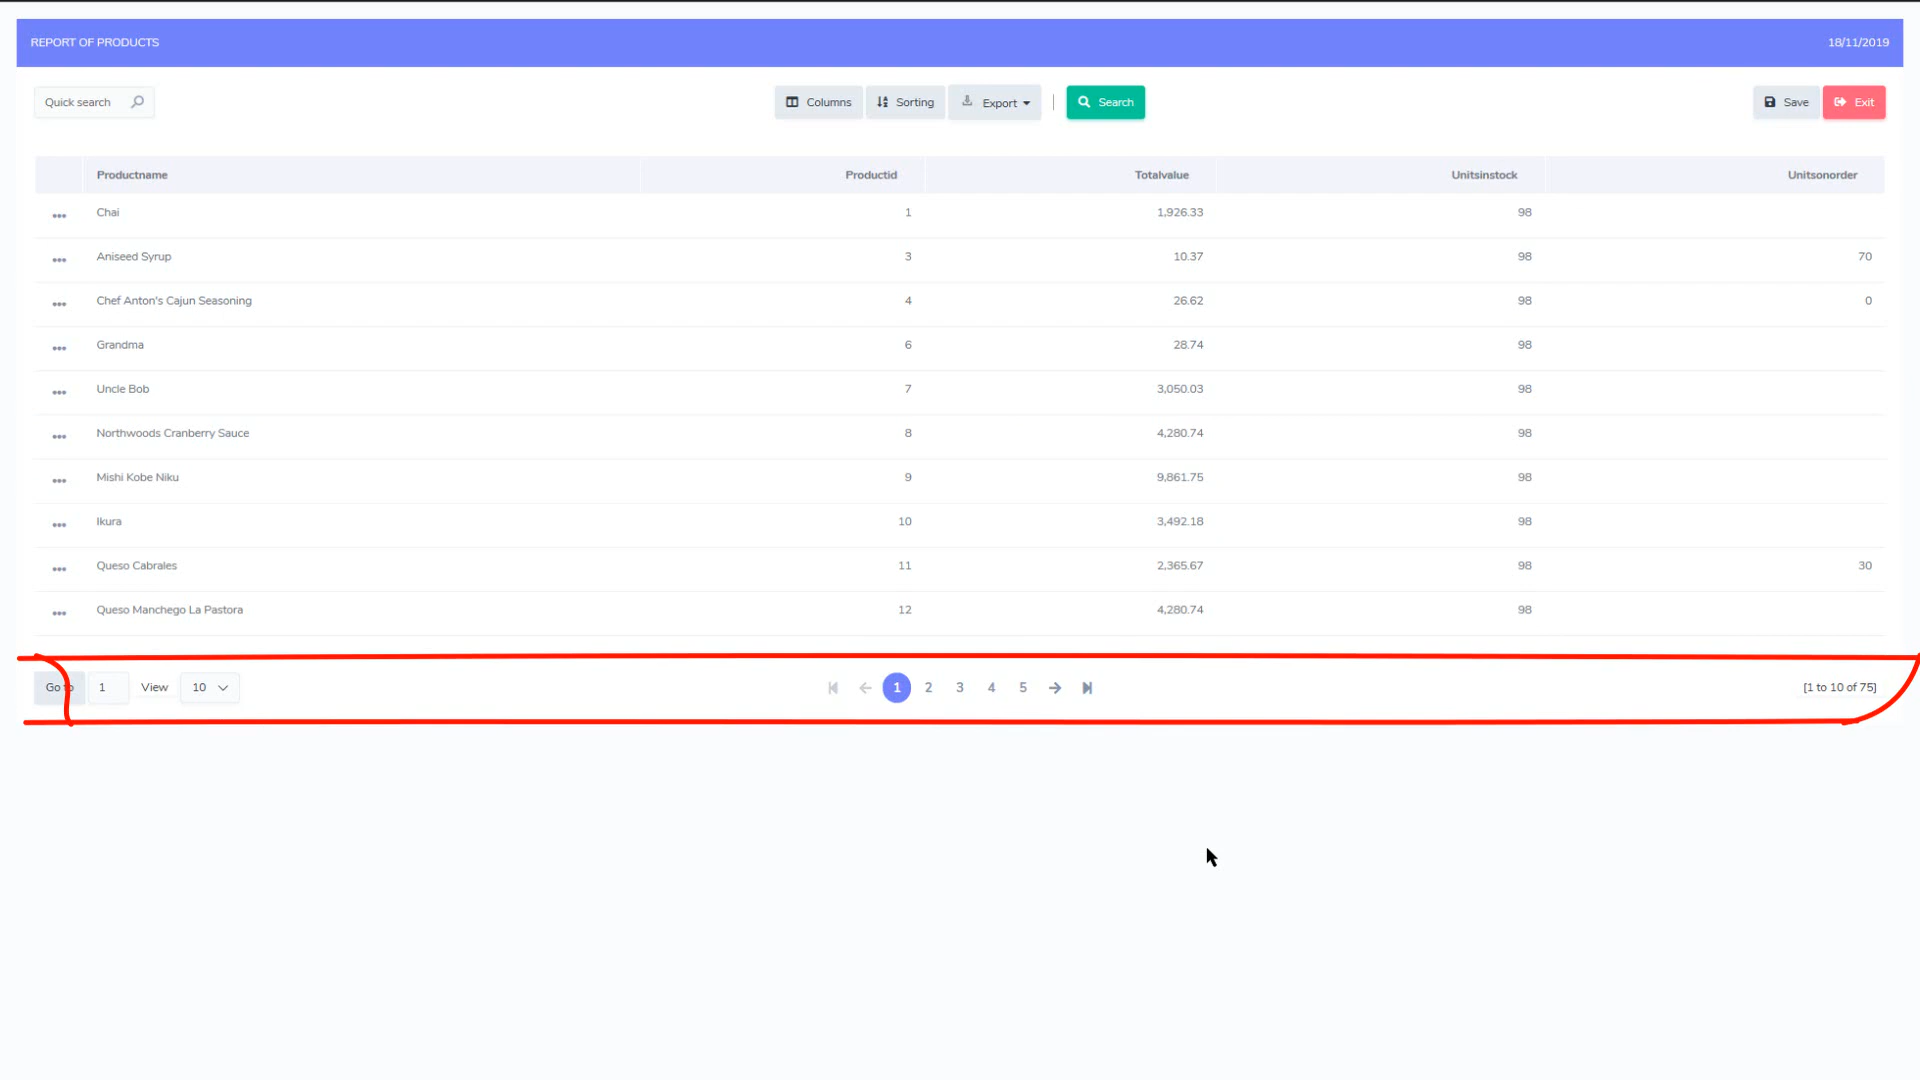 REPORT OF PRODUCTS 18/11/2019
Quick search Columns Sorting Export | Search Save Exit
Productname Productid Totalvalue Unitsinstock Unitsonorder
Chai 1 1,926.33 98
Aniseed Syrup 3 10.37 98 70
Chef Anton's Cajun Seasoning 4 26.62 98 0
Grandma 6 28.74 98
Uncle Bob 7 3,050.03 98
Northwoods Cranberry Sauce 8 4,280.74 98
Mishi Kobe Niku 9 9,861.75 98
Ikura 10 3,492.18 98
Queso Cabrales 11 2,365.67 98 30
Queso Manchego La Pastora 12 4,280.74 98
Go to 1 View 10 1 2 3 4 5 [1 to 10 of 75]